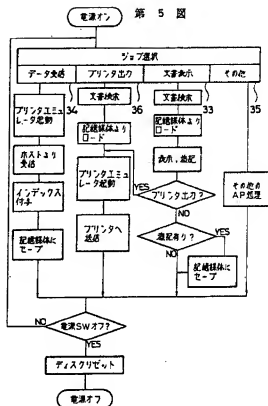 電源オン
第 5 図
ジョブ選択
データ受活
プリンタ出力
文書表示
その他
34
36
33
35
プリンタエミュ
レータ起動
ホストより
受信
インデックス
付与
記憶媒体に
セーブ
文書検索
記憶媒体より
ロード
プリンタエミュ
レータ起動
プリンタへ
送信
文書検索
記憶媒体より
ロード
表示,追記
プリンタ出力?
YES
NO
追記有り?
YES
NO
記憶媒体に
セーブ
その他の
AP処理
電源SWオフ?
NO
YES
ディスクリセット
電源オフ